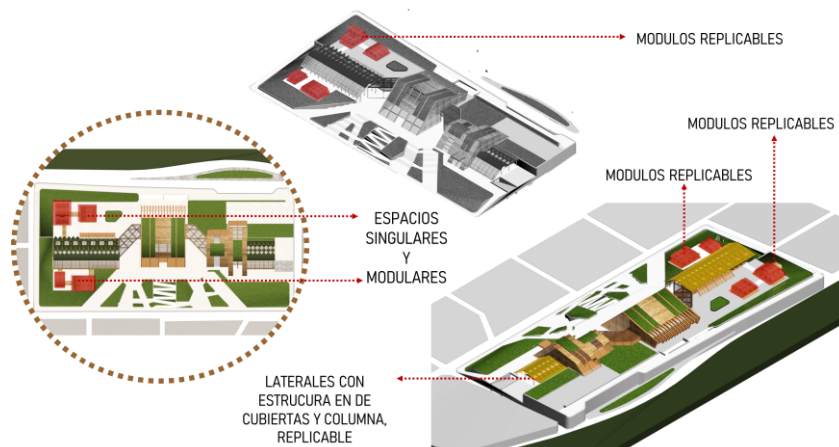 MODULOS REPLICABLES
MODULOS REPLICABLES
MODULOS REPLICABLES
ESPACIOS
SINGULARES
Y
MODULARES
LATERALES CON
ESTRUCURA EN DE
CUBIERTAS Y COLUMNA,
REPLICABLE